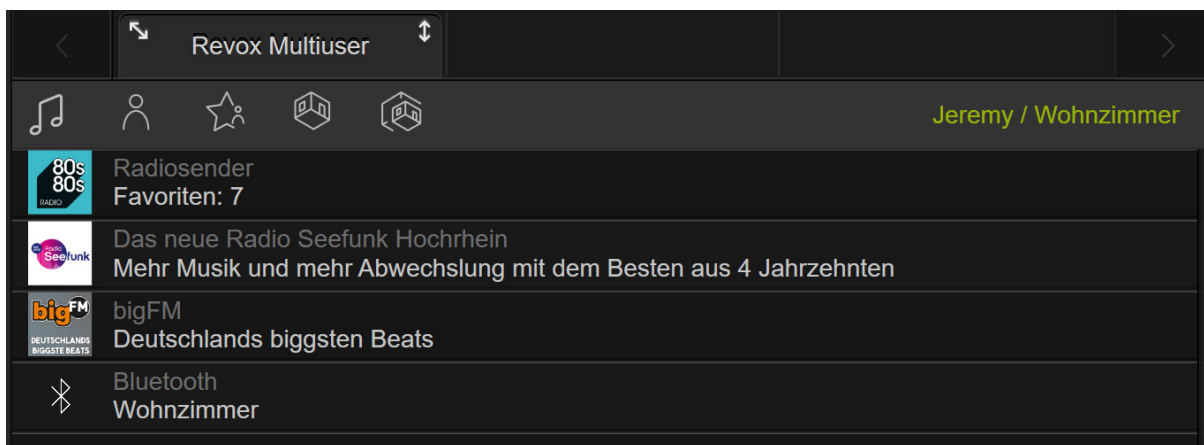 Revox Multiuser
Jeremy / Wohnzimmer
80s
80s
RADIO
Radiosender
Favoriten: 7
Radio
Seefunk
Das neue Radio Seefunk Hochrhein
Mehr Musik und mehr Abwechslung mit dem Besten aus 4 Jahrzehnten
bigFM
DEUTSCHLANDS
BIGGSTE BEATS
bigFM
Deutschlands biggsten Beats
Bluetooth
Wohnzimmer